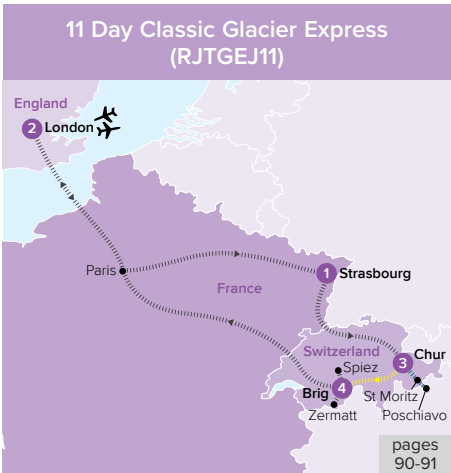 11 Day Classic Glacier Express
(RJTGEJ11)
England
2 London
Paris
1 Strasbourg
France
Switzerland
3 Chur
Spiez
Brig 4
St Moritz
Zermatt
Poschiavo
pages
90-91